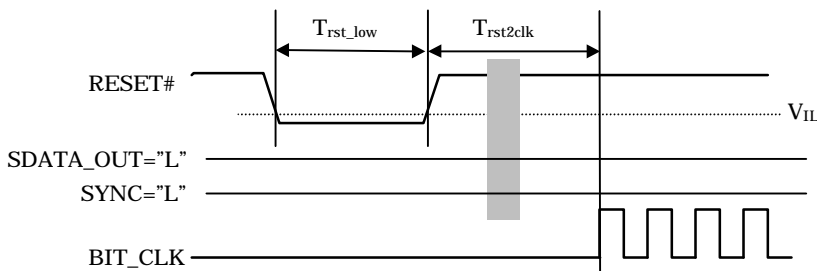 Trst_low Trst2clk
RESET#
VIL
SDATA_OUT="L"
SYNC="L"
BIT_CLK